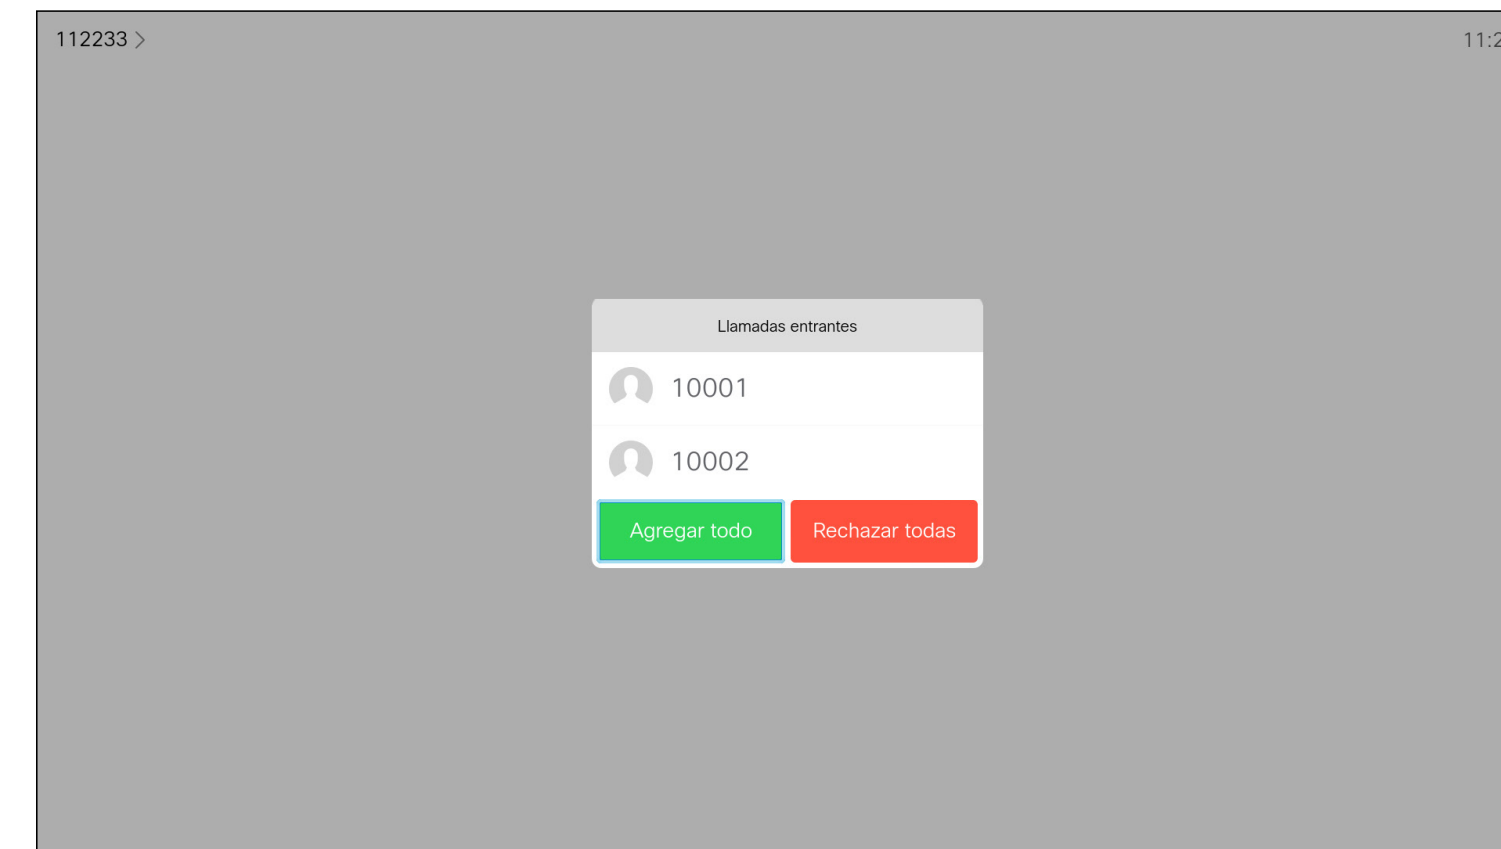 112233
Llamadas entrantes
10001
10002
Agregar todo
Rechazar todas